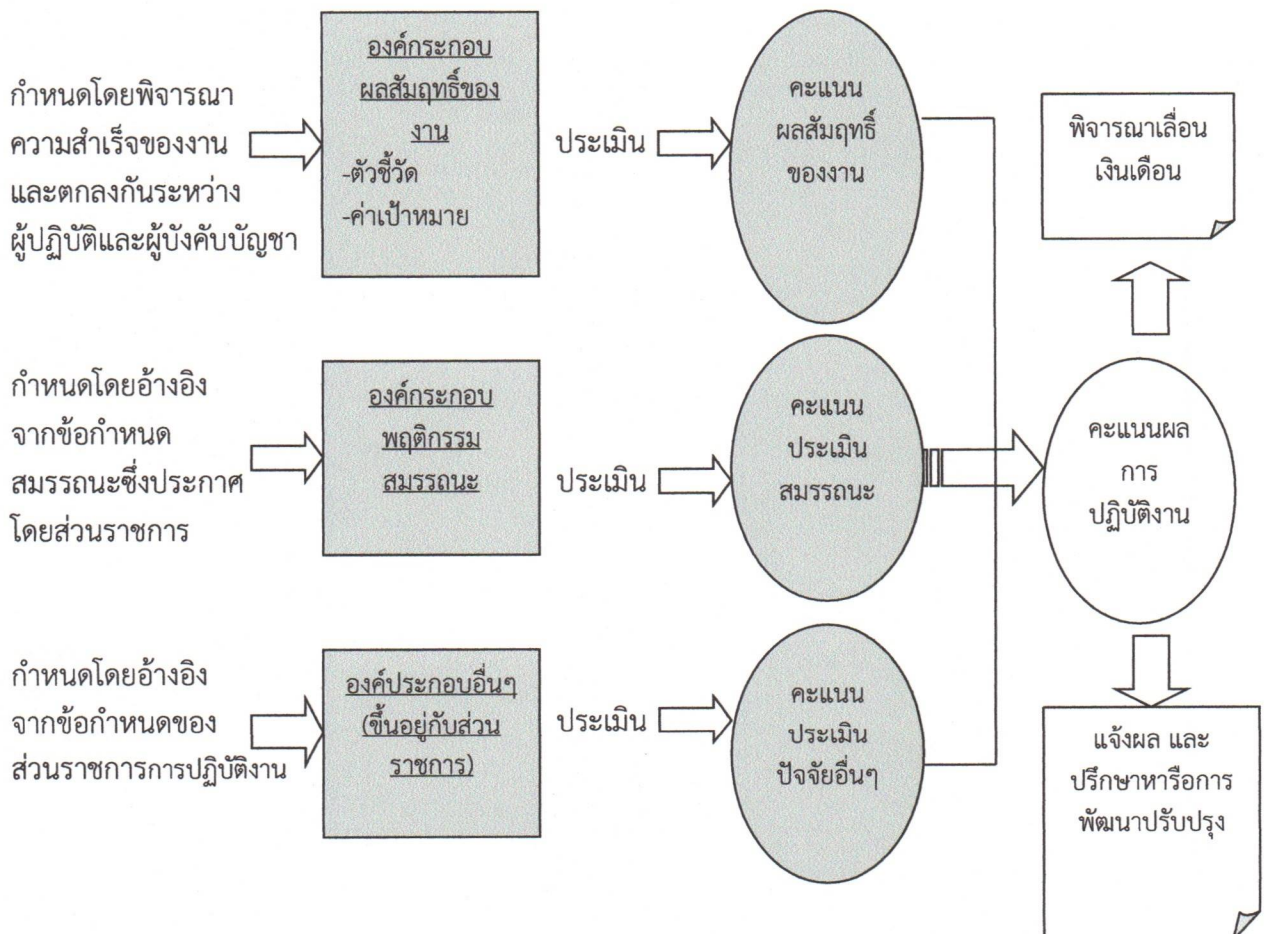 กำหนดโดยพิจารณา
ความสำเร็จของงาน
และตกลงกันระหว่าง
ผู้ปฏิบัติและผู้บังคับบัญชา
องค์กระกอบ
ผลสัมฤทธิ์ของ
งาน
-ตัวชี้วัด
-ค่าเป้าหมาย
ประเมิน
คะแนน
ผลสัมฤทธิ์
ของงาน
พิจารณาเลื่อน
เงินเดือน
กำหนดโดยอ้างอิง
จากข้อกำหนด
สมรรถนะซึ่งประกาศ
โดยส่วนราชการ
องค์กระกอบ
พฤติกรรม
สมรรถนะ
ประเมิน
คะแนน
ประเมิน
สมรรถนะ
คะแนนผล
การ
ปฏิบัติงาน
กำหนดโดยอ้างอิง
จากข้อกำหนดของ
ส่วนราชการการปฏิบัติงาน
องค์ประกอบอื่นๆ
(ขึ้นอยู่กับส่วน
ราชการ)
ประเมิน
คะแนน
ประเมิน
ปัจจัยอื่นๆ
แจ้งผล และ
ปรึกษาหารือการ
พัฒนาปรับปรุง